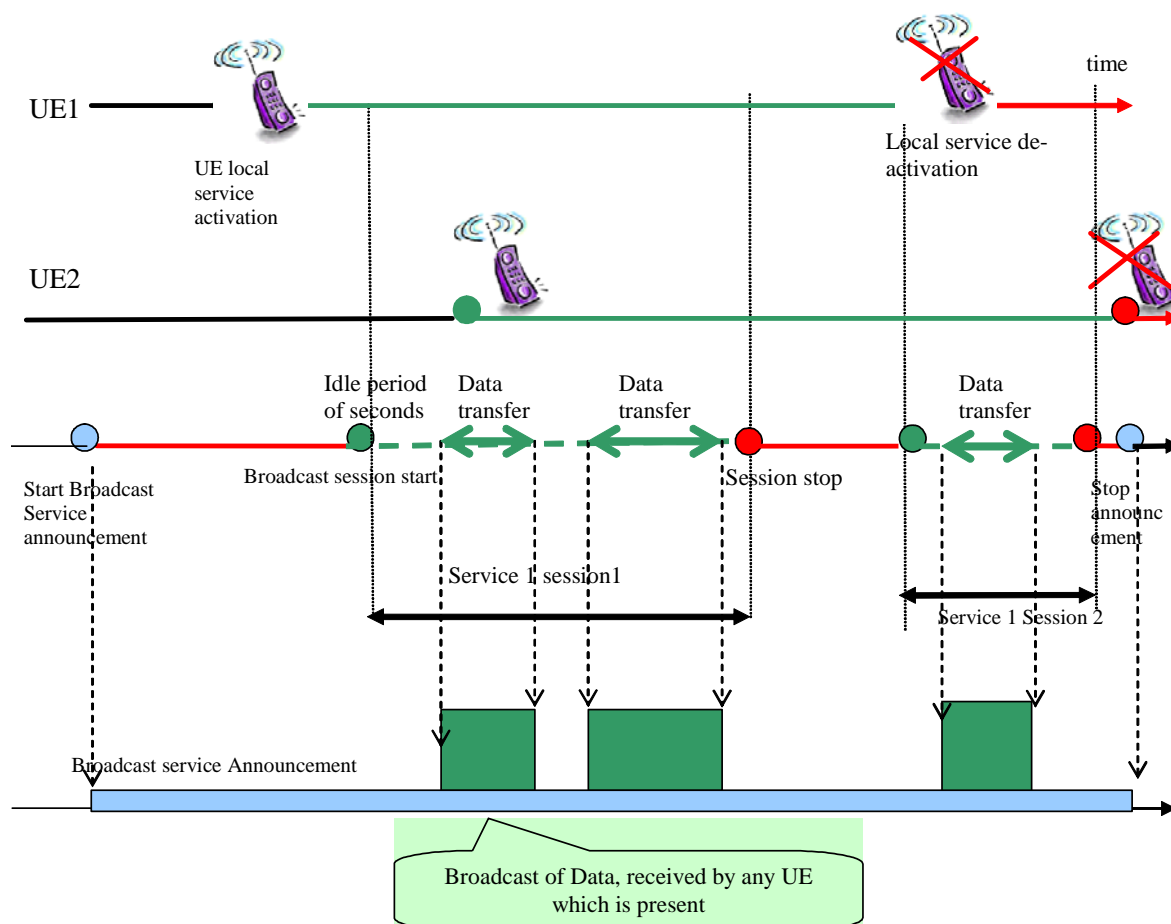 time
UE1
UE local
service
activation
Local service de-
activation
UE2
Idle period
of seconds
Data
transfer
Data
transfer
Data
transfer
Broadcast session start
Session stop
Start Broadcast
Service
announcement
Stop
announc
ement
Service 1 session1
Service 1 Session 2
Broadcast service Announcement
Broadcast of Data, received by any UE
which is present